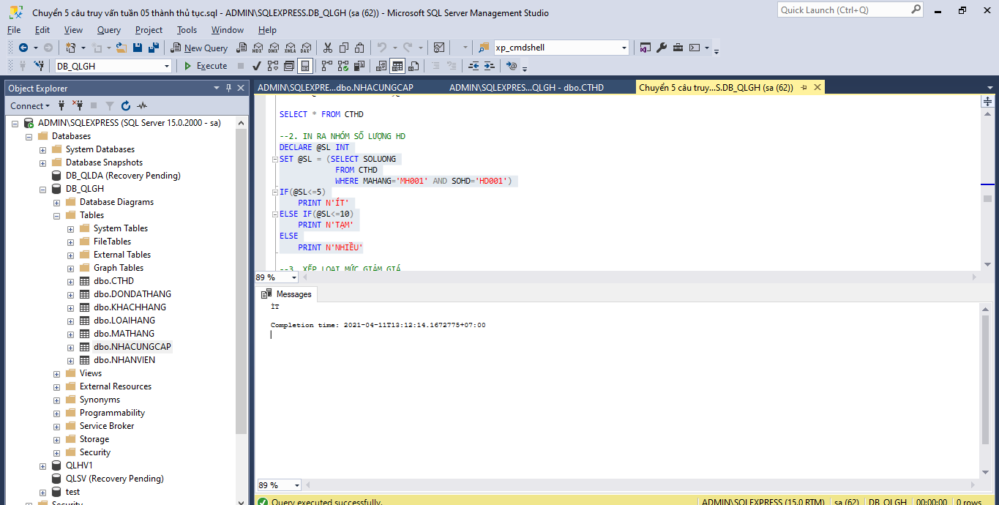 Chuyển 5 câu truy vấn tuần 05 thành thủ tục.sql - ADMIN\SQLEXPRESS.DB_QLGH (sa (62)) - Microsoft SQL Server Management Studio
Quick Launch (Ctrl+Q)
File Edit View Query Project Tools Window Help
New Query MDX DMX XMLA DAX xp_cmdshell
DB_QLGH Execute
Object Explorer
Connect
ADMIN\SQLEXPRESS (SQL Server 15.0.2000 - sa)
Databases
System Databases
Database Snapshots
DB_QLDA (Recovery Pending)
DB_QLGH
Database Diagrams
Tables
System Tables
FileTables
External Tables
Graph Tables
dbo.CTHD
dbo.DONDATHANG
dbo.KHACHHANG
dbo.LOAIHANG
dbo.MATHANG
dbo.NHACUNGCAP
dbo.NHANVIEN
Views
External Resources
Synonyms
Programmability
Service Broker
Storage
Security
QLHV1
QLSV (Recovery Pending)
test
Security
ADMIN\SQLEXPRE...dbo.NHACUNGCAP ADMIN\SQLEXPRES...QLGH - dbo.CTHD Chuyển 5 câu truy...S.DB_QLGH (sa (62))
SELECT * FROM CTHD
--2. IN RA NHÓM SỐ LƯỢNG HD
DECLARE @SL INT
SET @SL = (SELECT SOLUONG
FROM CTHD
WHERE MAHANG='MH001' AND SOHD='HD001')
IF(@SL<=5)
PRINT N'ÍT'
ELSE IF(@SL<=10)
PRINT N'TẠM'
ELSE
PRINT N'NHIỀU'
--3. XẾP LOẠI MỨC GIẢM GIÁ
89 %
Messages
ÍT
Completion time: 2021-04-11T13:12:14.1672775+07:00
89 %
Query executed successfully. ADMIN\SQLEXPRESS (15.0 RTM) sa (62) DB_QLGH 00:00:00 0 rows